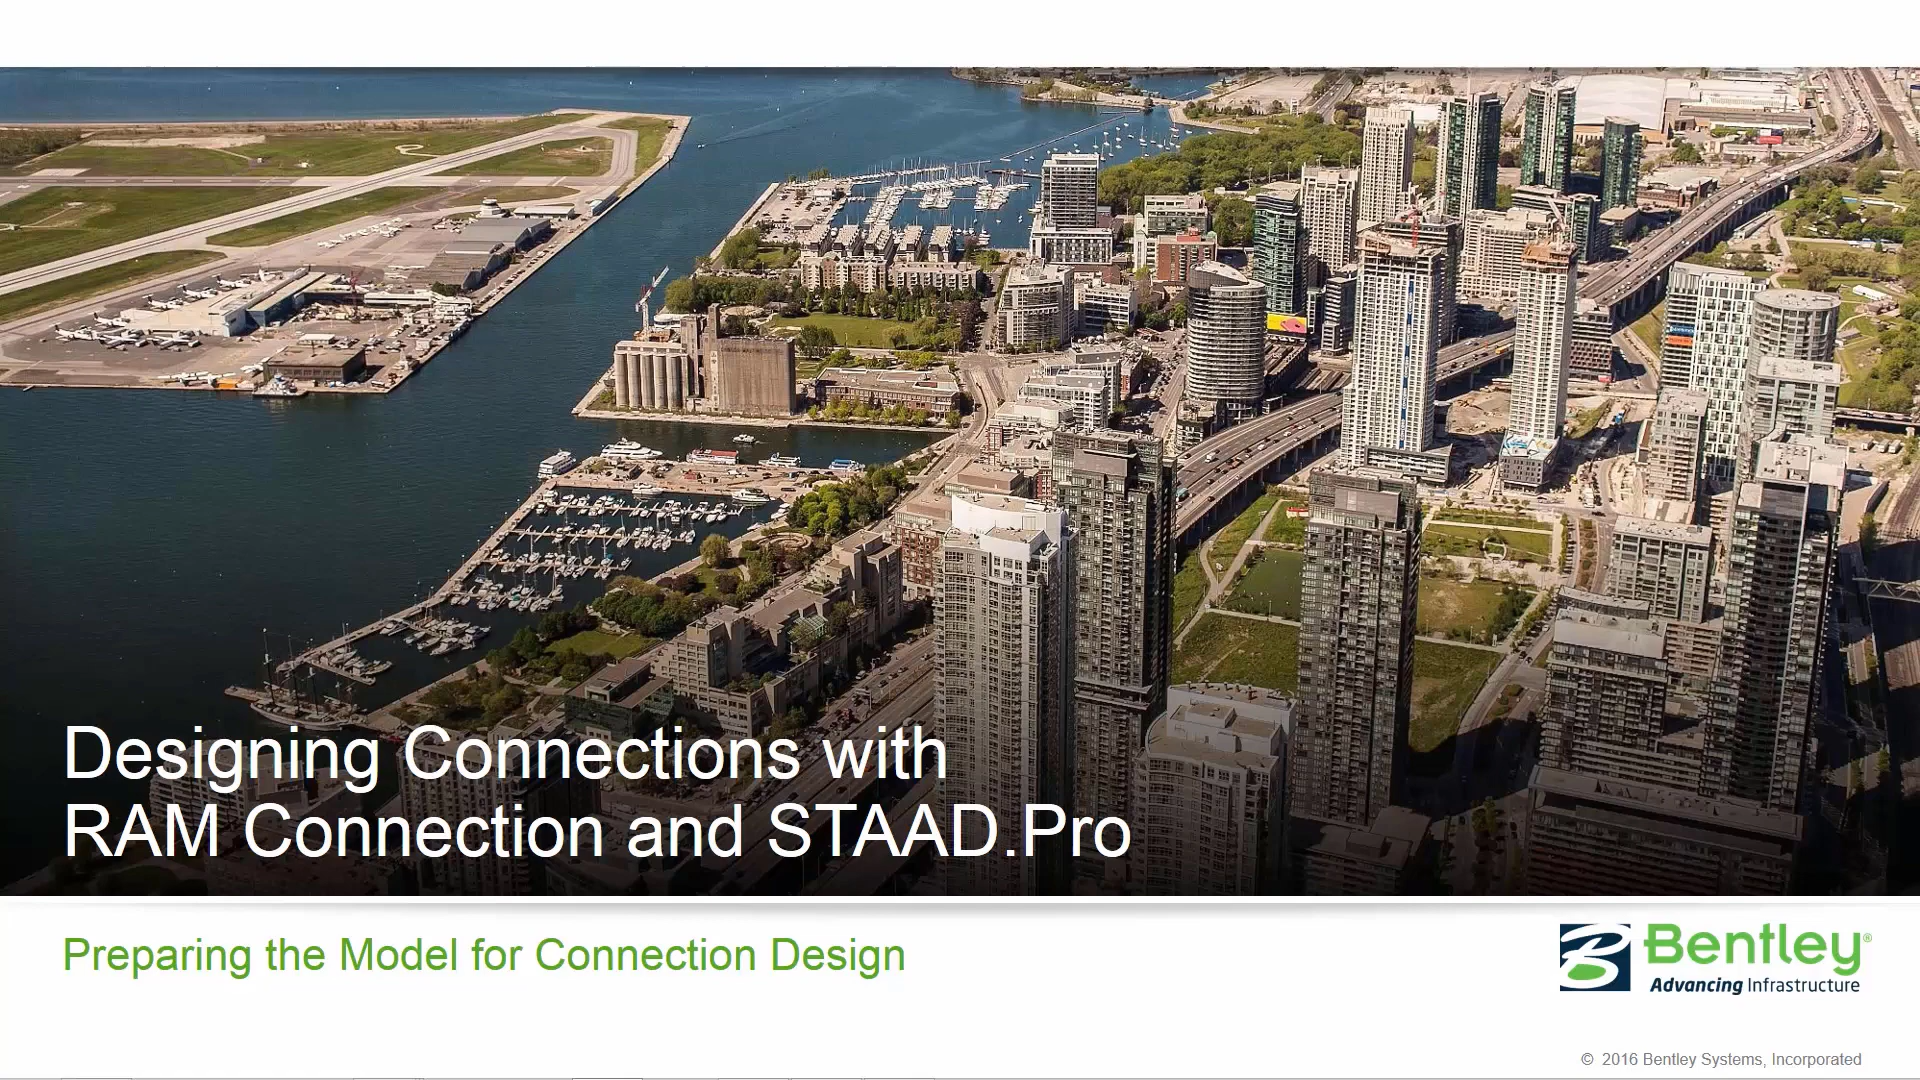 Designing Connections with
RAM Connection and STAAD.Pro
Preparing the Model for Connection Design
Bentley®
Advancing Infrastructure
© 2016 Bentley Systems, Incorporated